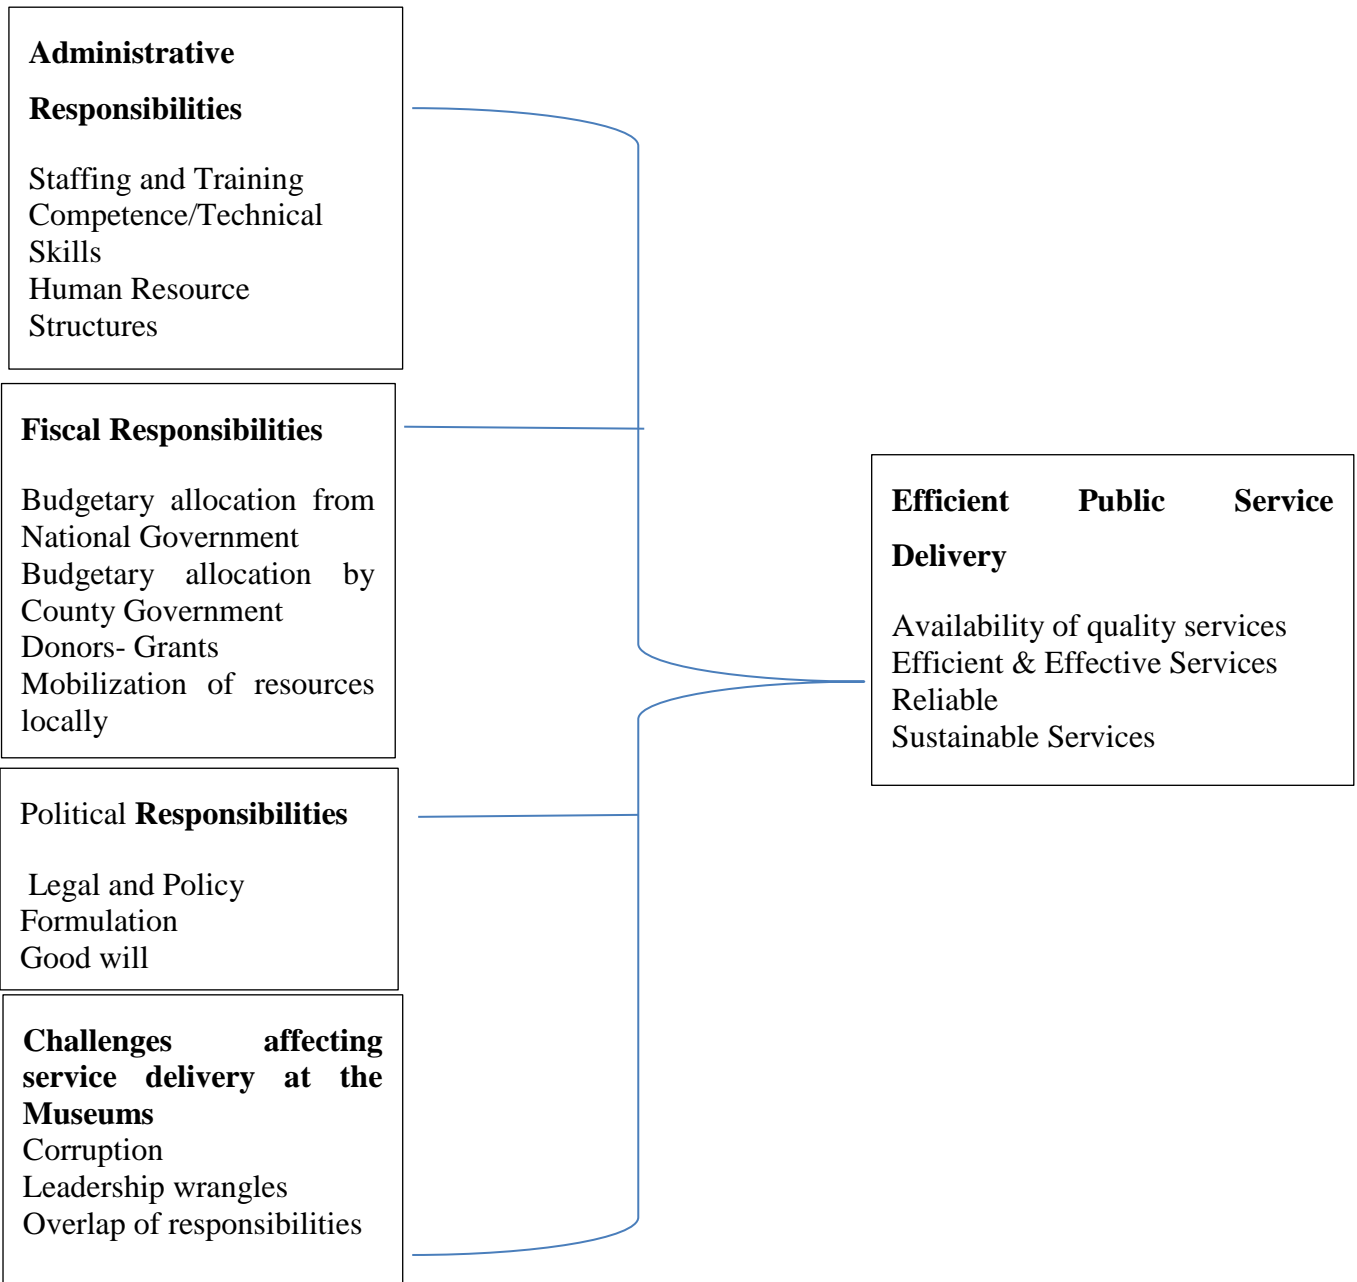 Administrative
Responsibilities
Staffing and Training
Competence/Technical
Skills
Human Resource
Structures
Fiscal Responsibilities
Budgetary allocation from
National Government
Budgetary allocation by
County Government
Donors- Grants
Mobilization of resources
locally
Political Responsibilities
Legal and Policy
Formulation
Good will
Challenges affecting
service delivery at the
Museums
Corruption
Leadership wrangles
Overlap of responsibilities
Efficient Public Service
Delivery
Availability of quality services
Efficient & Effective Services
Reliable
Sustainable Services